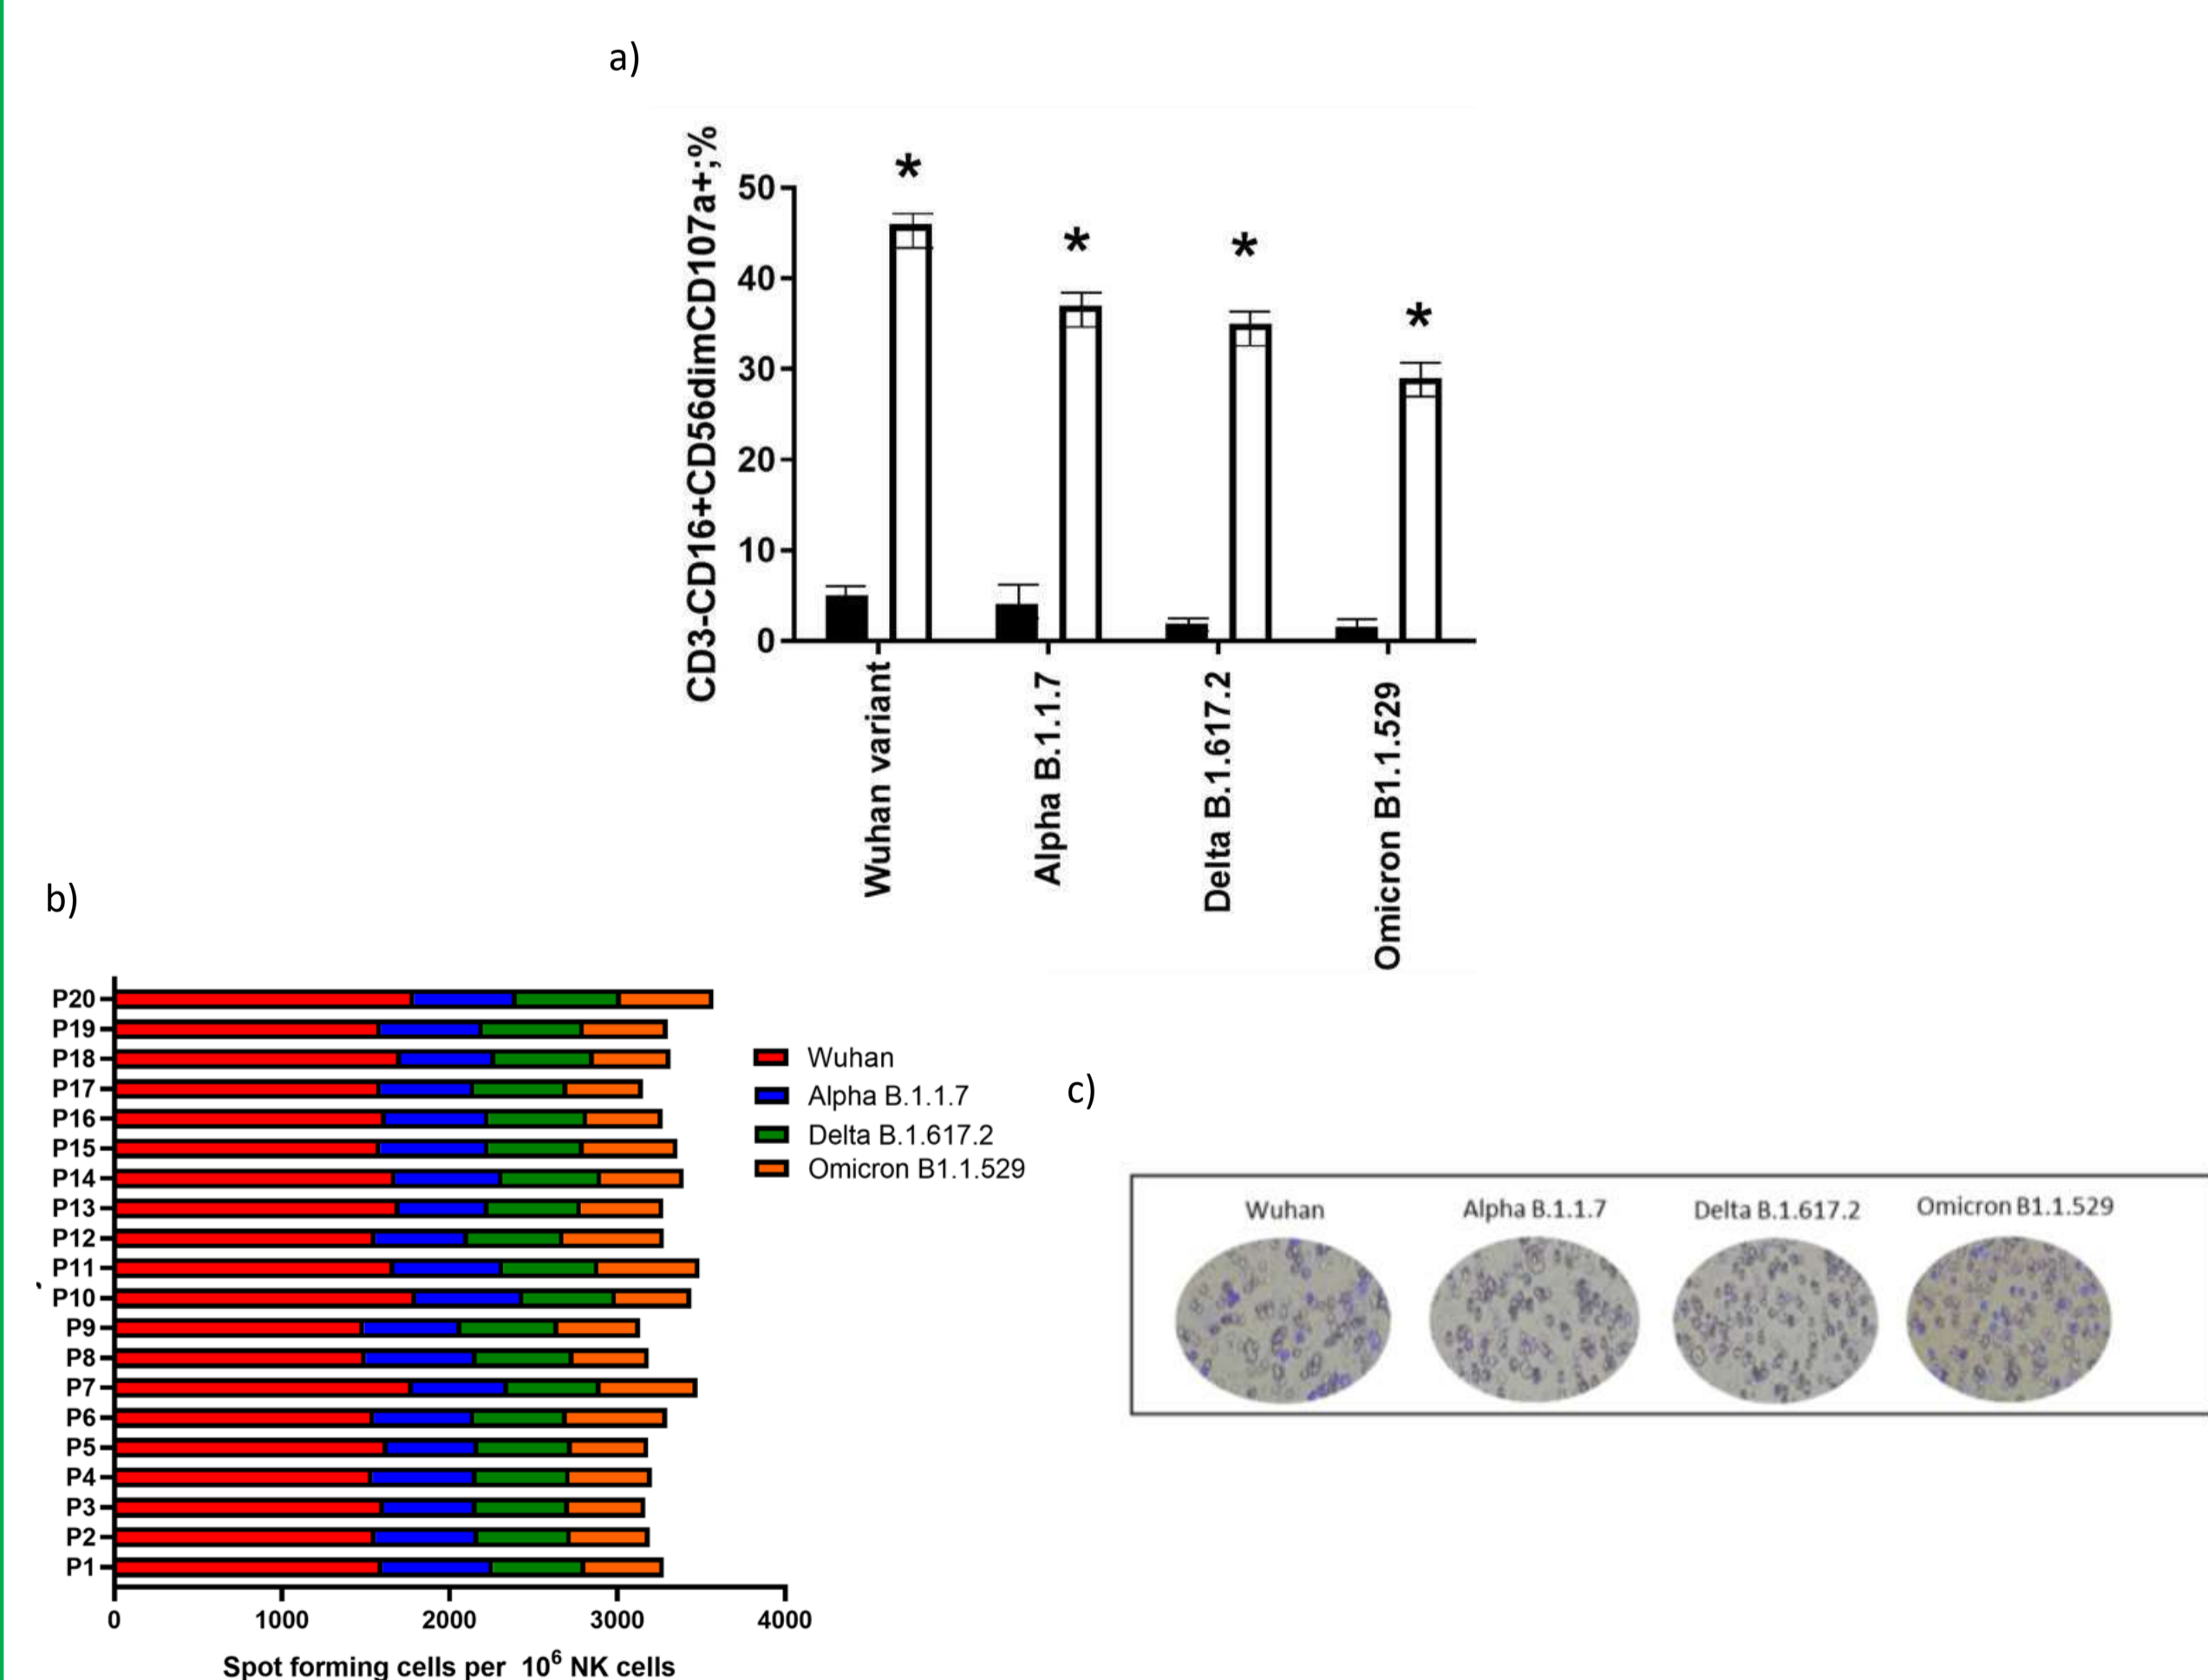 a)
CD3-CD16+CD56dimCD107a+;%
50
40
30
20
10
0
*
*
*
*
Wuhan variant
Alpha B.1.1.7
Delta B.1.617.2
Omicron B1.1.529
b)
P20
P19
P18
P17
P16
P15
P14
P13
P12
P11
P10
P9
P8
P7
P6
P5
P4
P3
P2
P1
0 1000 2000 3000 4000
Spot forming cells per 10⁶ NK cells
Wuhan
Alpha B.1.1.7
Delta B.1.617.2
Omicron B1.1.529
c)
Wuhan Alpha B.1.1.7 Delta B.1.617.2 Omicron B1.1.529